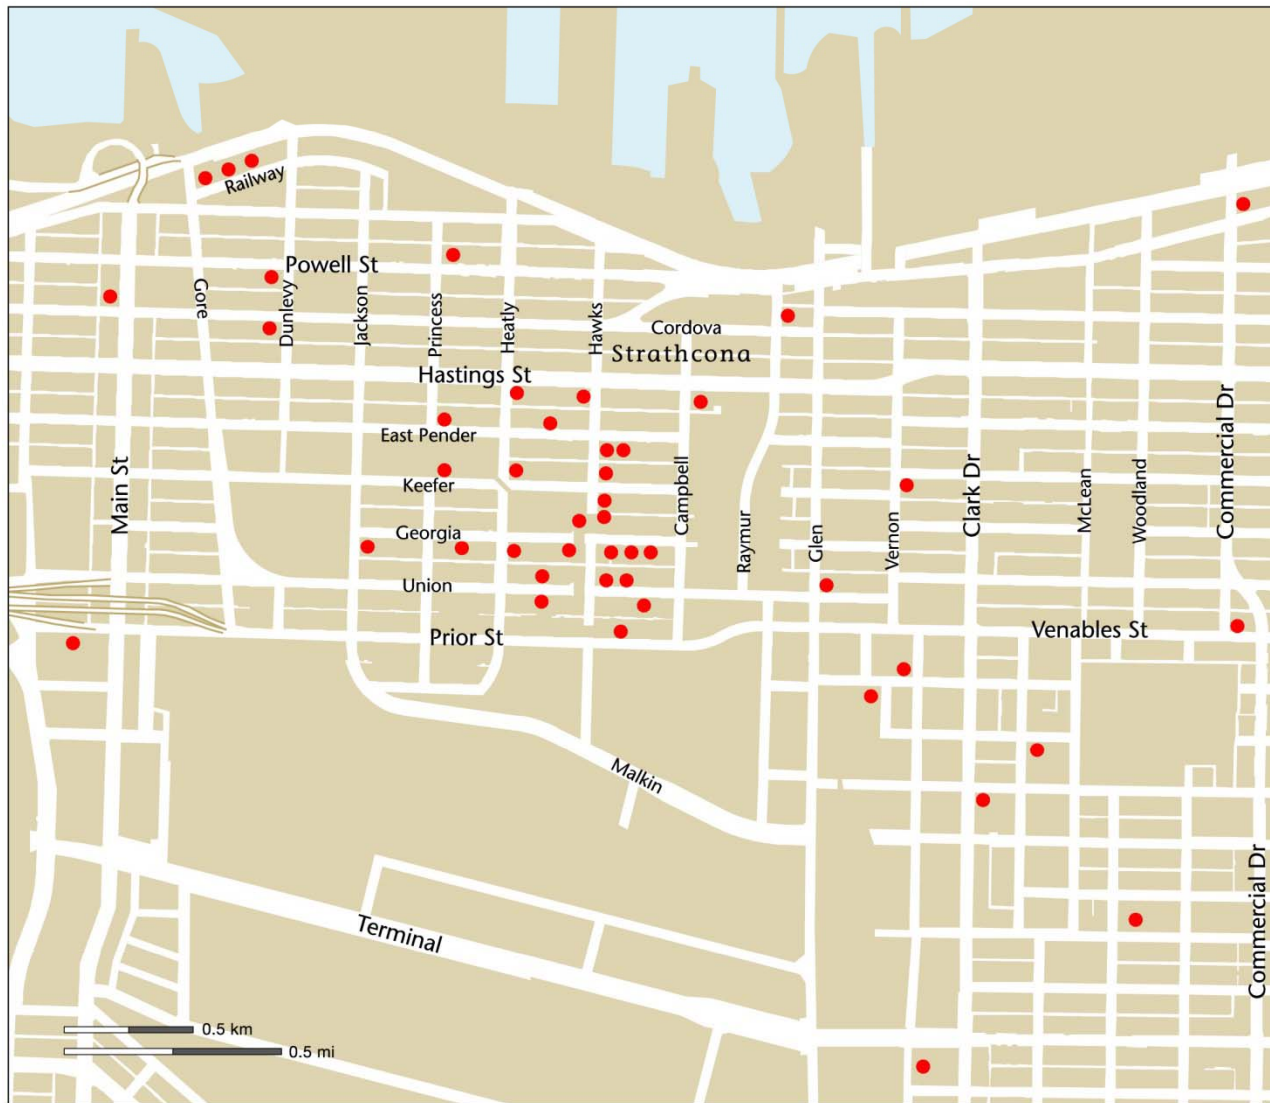 Railway
Powell St
Gore
Dunlevy
Jackson
Princess
Heatly
Hawks
Cordova
Strathcona
Hastings St
East Pender
Commercial Dr
Main St
Keefer
Campbell
Clark Dr
McLean
Woodland
Georgia
Raymur
Glen
Vernon
Union
Prior St
Venables St
Malkin
Terminal
Commercial Dr
0.5 km
0.5 mi